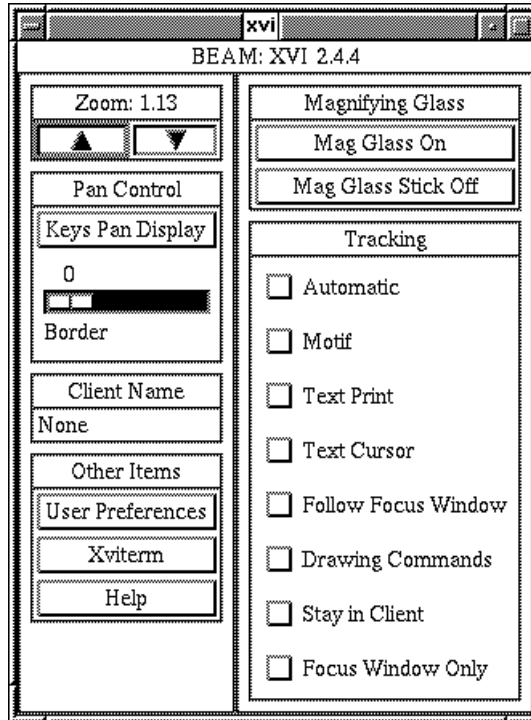 xvi
BEAM: XVI 2.4.4
Zoom: 1.13
Pan Control
Keys Pan Display
0
Border
Client Name
None
Other Items
User Preferences
Xviterm
Help
Magnifying Glass
Mag Glass On
Mag Glass Stick Off
Tracking
Automatic
Motif
Text Print
Text Cursor
Follow Focus Window
Drawing Commands
Stay in Client
Focus Window Only